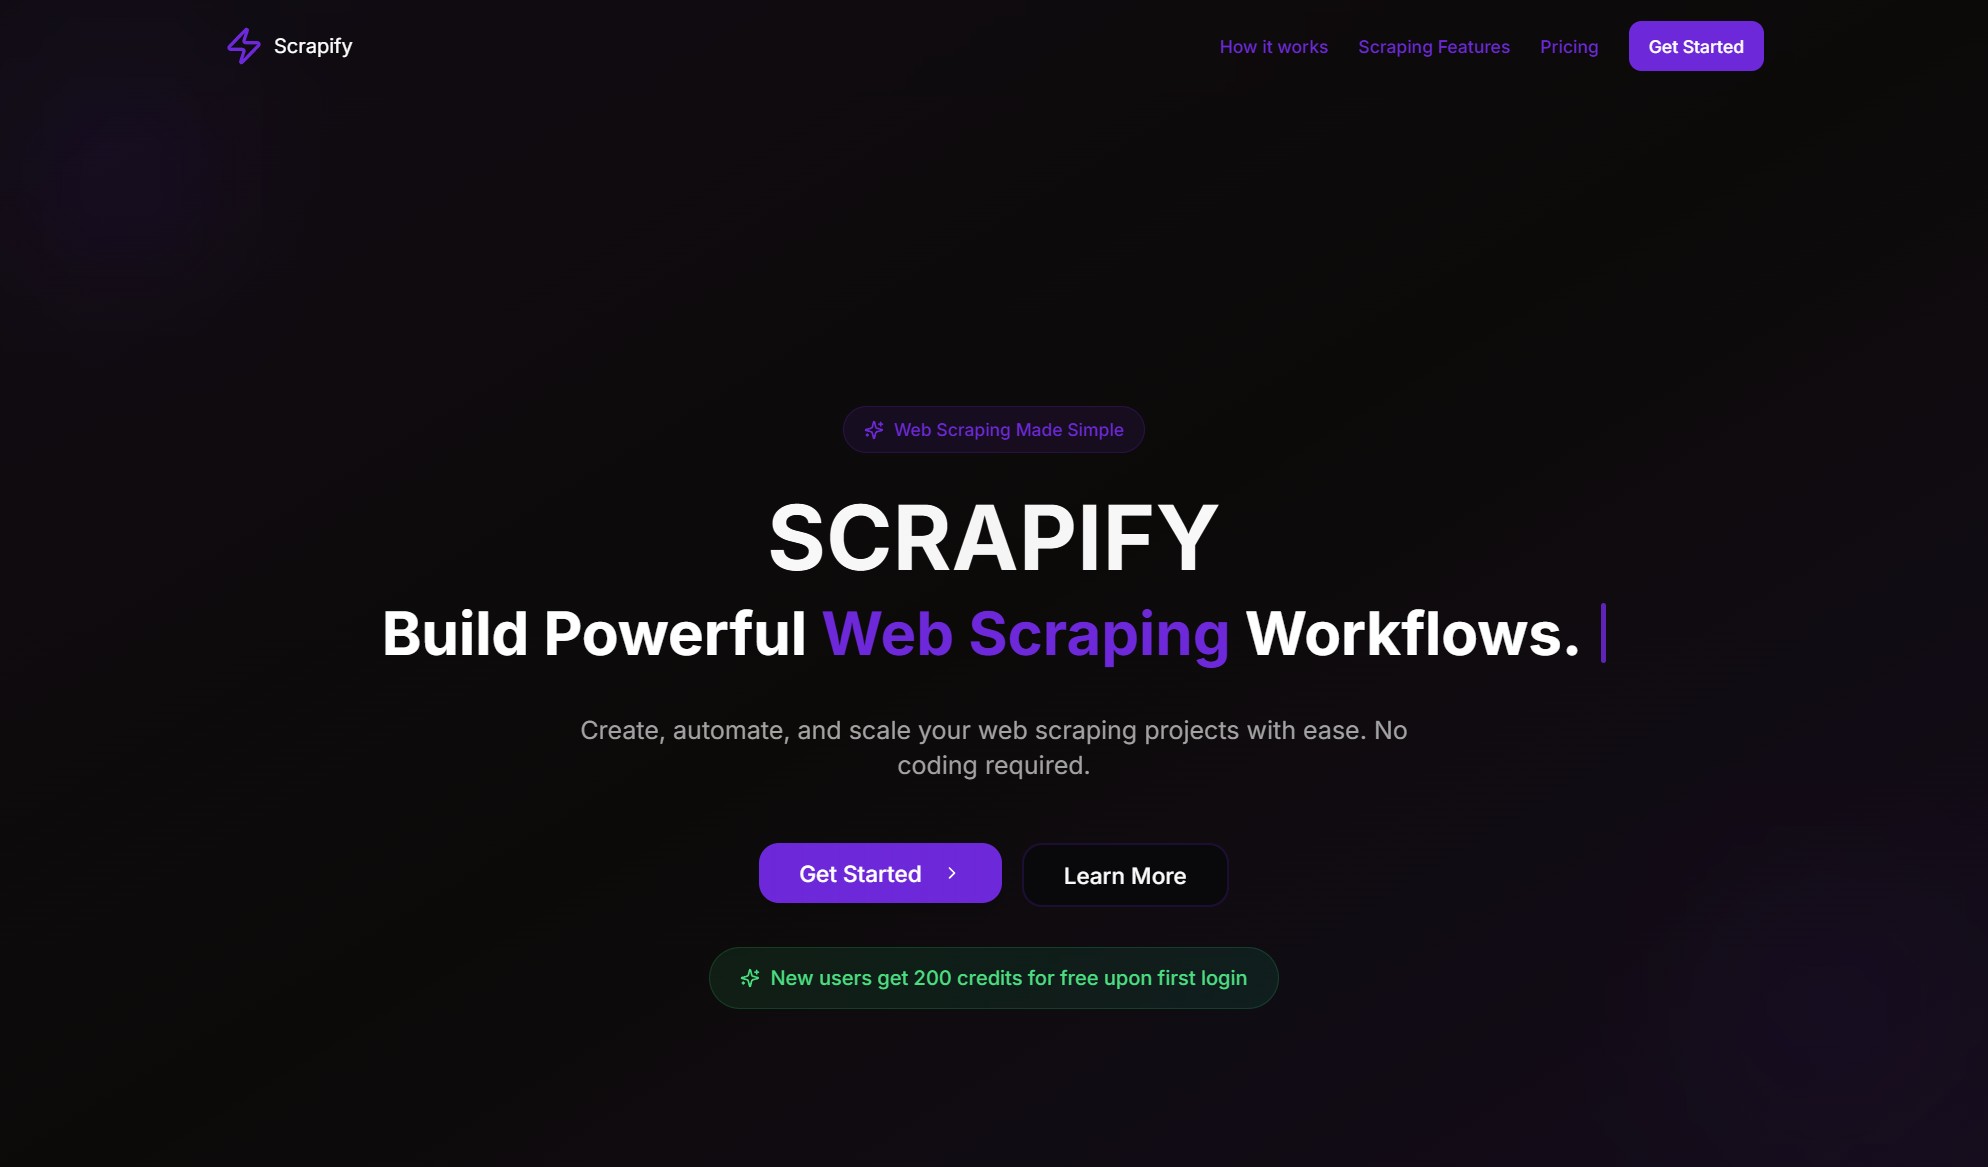 Scrapify
How it works
Scraping Features
Pricing
Get Started
Web Scraping Made Simple
SCRAPIFY
Build Powerful Web Scraping Workflows.
Create, automate, and scale your web scraping projects with ease. No
coding required.
Get Started
Learn More
New users get 200 credits for free upon first login